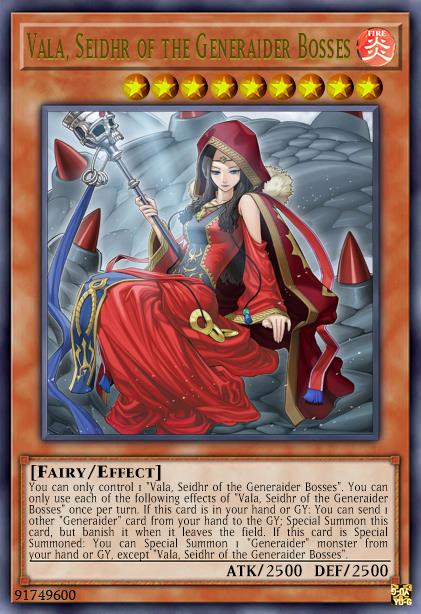 Vala, Seidhr of the Generaider Bosses
FIRE
炎
[Fairy/Effect]
You can only control 1 "Vala, Seidhr of the Generaider Bosses". You can
only use each of the following effects of "Vala, Seidhr of the Generaider
Bosses" once per turn. If this card is in your hand or GY: You can send 1
other "Generaider" card from your hand to the GY; Special Summon this
card, but banish it when it leaves the field. If this card is Special
Summoned: You can Special Summon 1 "Generaider" monster from
your hand or GY, except "Vala, Seidhr of the Generaider Bosses".
ATK/2500 DEF/2500
91749600